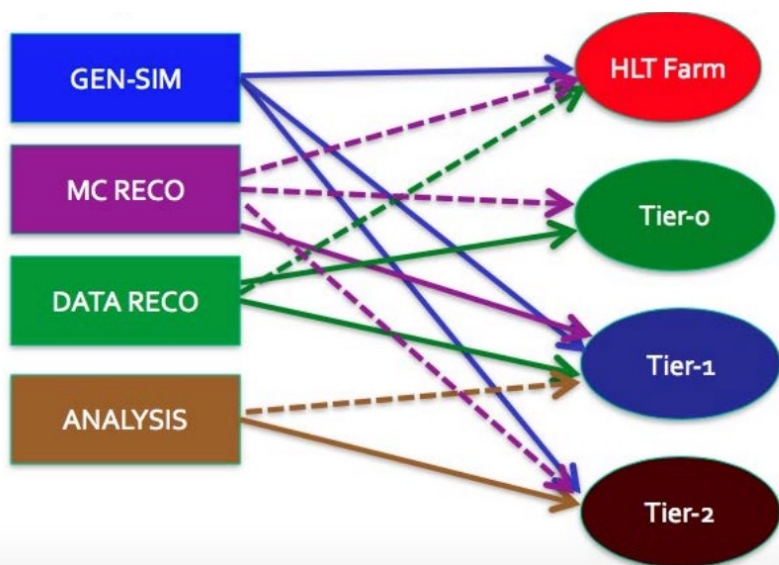 GEN-SIM
HLT Farm
MC RECO
Tier-0
DATA RECO
Tier-1
ANALYSIS
Tier-2